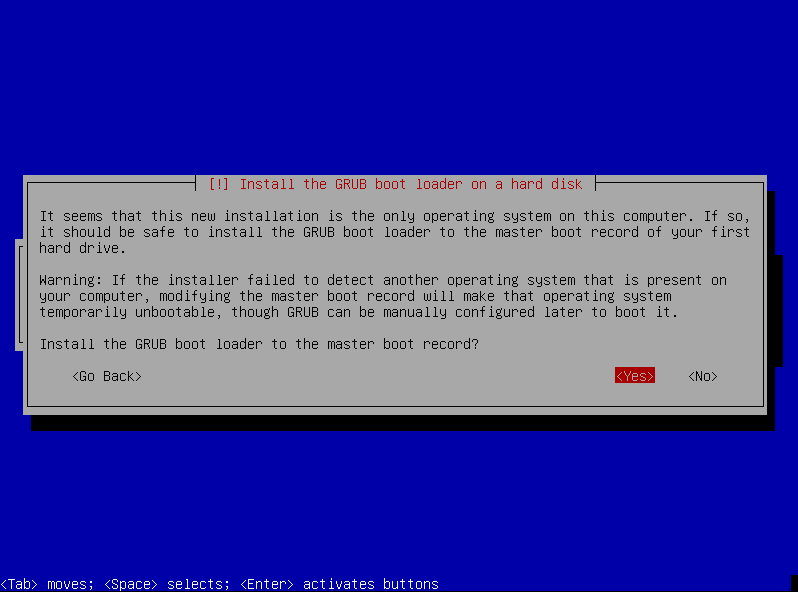 [!] Install the GRUB boot loader on a hard disk
It seems that this new installation is the only operating system on this computer. If so,
it should be safe to install the GRUB boot loader to the master boot record of your first
hard drive.
Warning: If the installer failed to detect another operating system that is present on
your computer, modifying the master boot record will make that operating system
temporarily unbootable, though GRUB can be manually configured later to boot it.
Install the GRUB boot loader to the master boot record?
<Go Back> <Yes> <No>
<Tab> moves; <Space> selects; <Enter> activates buttons